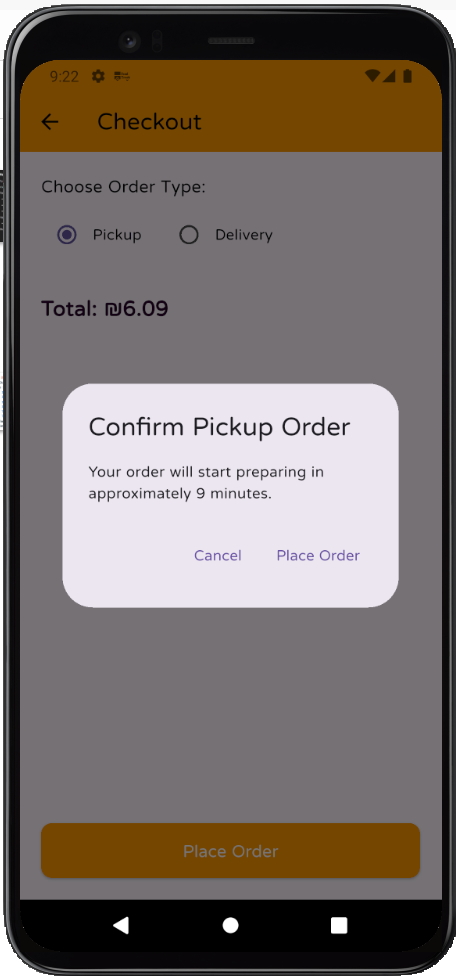 9:22
Checkout
Choose Order Type:
Pickup Delivery
Total: ₪6.09
Confirm Pickup Order
Your order will start preparing in
approximately 9 minutes.
Cancel Place Order
Place Order